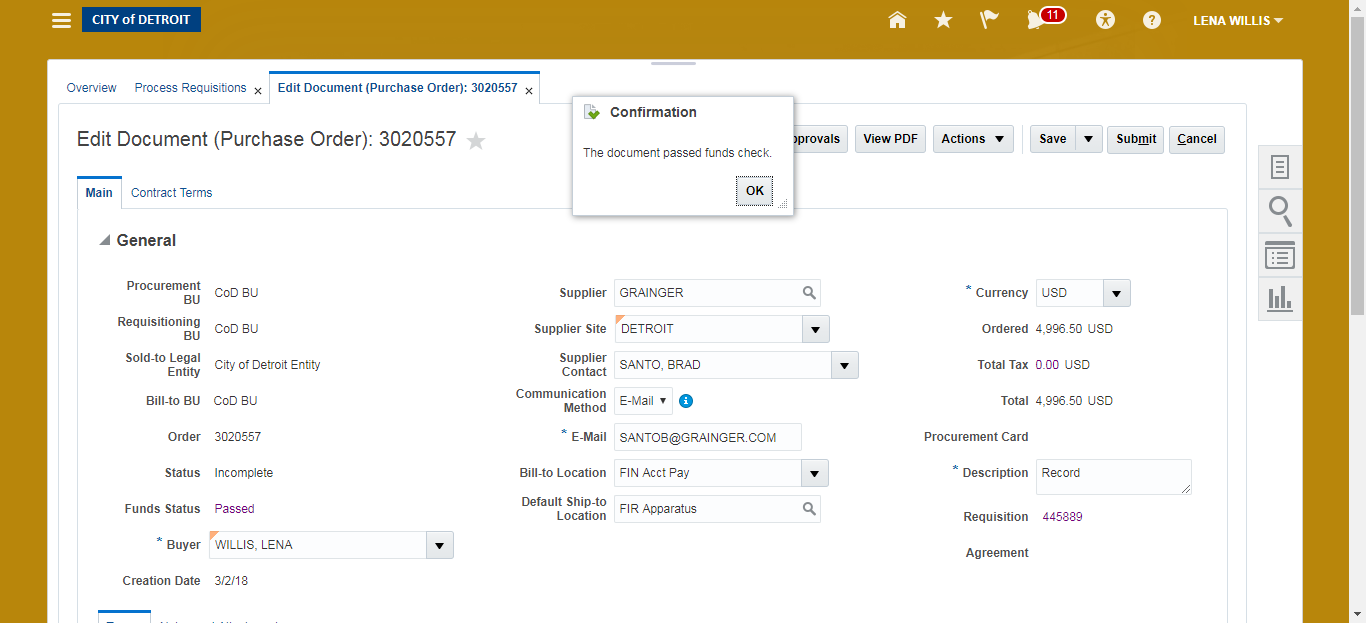 CITY of DETROIT
11
LENA WILLIS
Overview
Process Requisitions
Edit Document (Purchase Order): 3020557
Edit Document (Purchase Order): 3020557
Confirmation
The document passed funds check.
OK
View PDF
Actions
Save
Submit
Cancel
Main
Contract Terms
General
Procurement
BU
CoD BU
Requisitioning
BU
CoD BU
Sold-to Legal
Entity
City of Detroit Entity
Bill-to BU
CoD BU
Order
3020557
Status
Incomplete
Funds Status
Passed
* Buyer
WILLIS, LENA
Creation Date
3/2/18
Supplier
GRAINGER
Supplier Site
DETROIT
Supplier
Contact
SANTO, BRAD
Communication
Method
E-Mail
* E-Mail
SANTOB@GRAINGER.COM
Bill-to Location
FIN Acct Pay
Default Ship-to
Location
FIR Apparatus
* Currency
USD
Ordered
4,996.50 USD
Total Tax
0.00 USD
Total
4,996.50 USD
Procurement Card
* Description
Record
Requisition
445889
Agreement